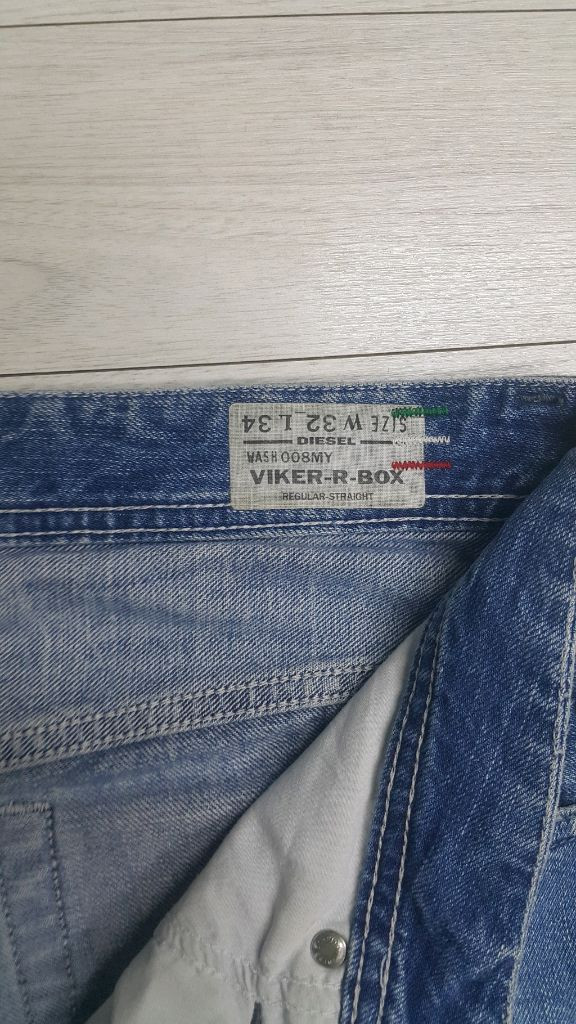 SIZE W 32 L 34
DIESEL
WASH 008MY
VIKER-R-BOX
REGULAR-STRAIGHT